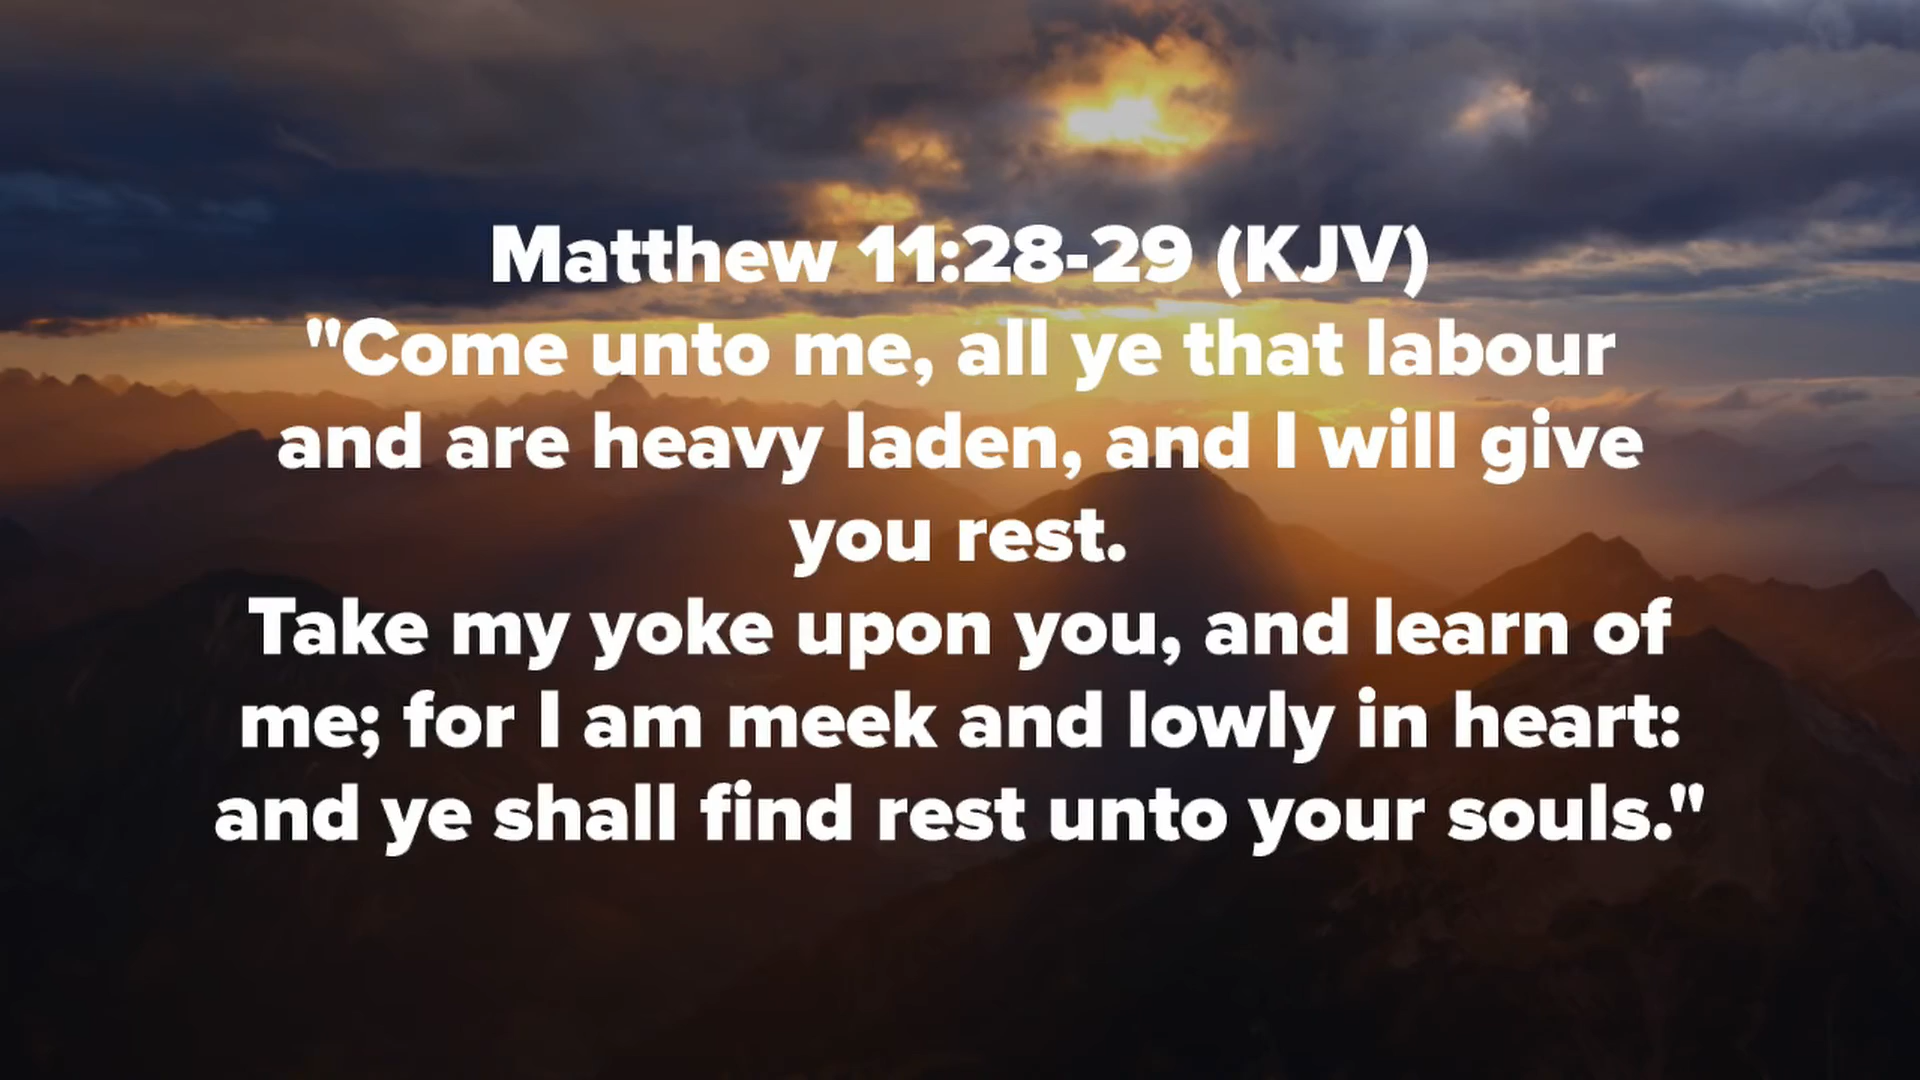 Matthew 11:28-29 (KJV)
"Come unto me, all ye that labour
and are heavy laden, and I will give
you rest.
Take my yoke upon you, and learn of
me; for I am meek and lowly in heart:
and ye shall find rest unto your souls."